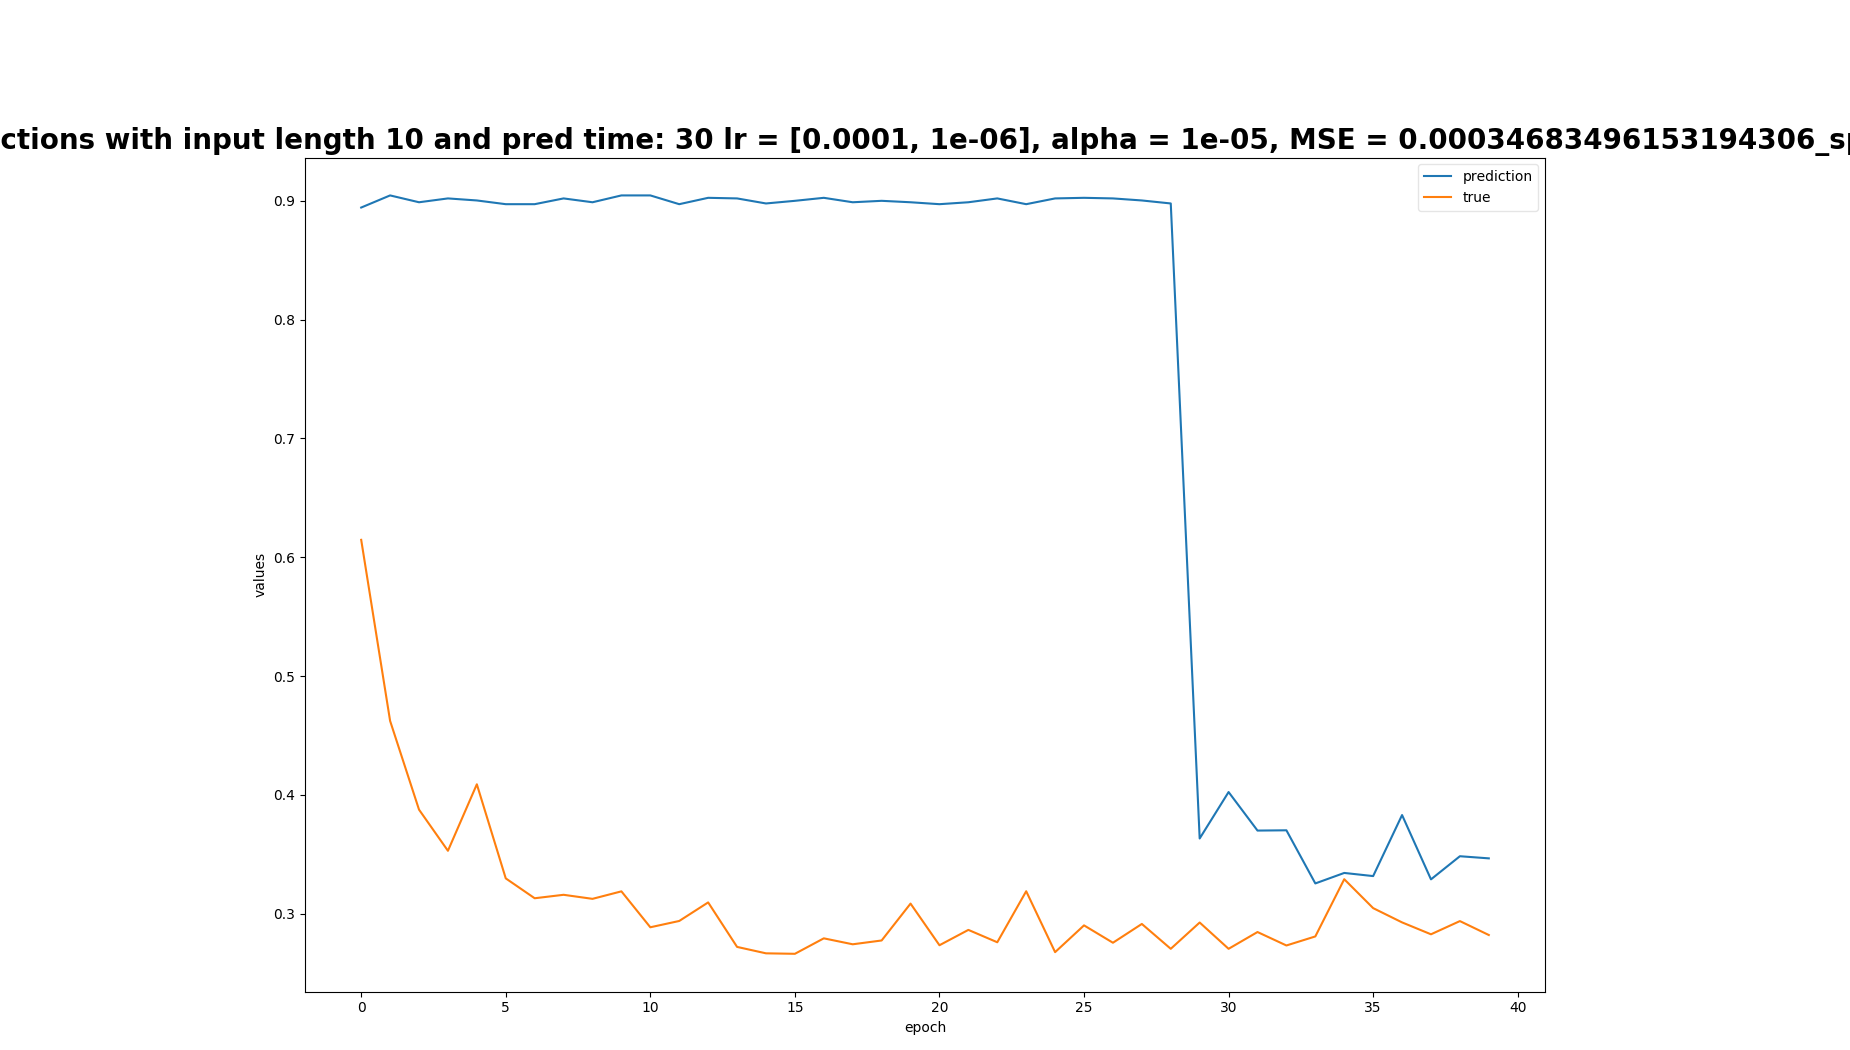 ctions with input length 10 and pred time: 30 lr = [0.0001, 1e-06], alpha = 1e-05, MSE = 0.00034683496153194306_sp
prediction
true
0.9
0.8
0.7
0.6
0.5
0.4
0.3
values
0 5 10 15 20 25 30 35 40
epoch